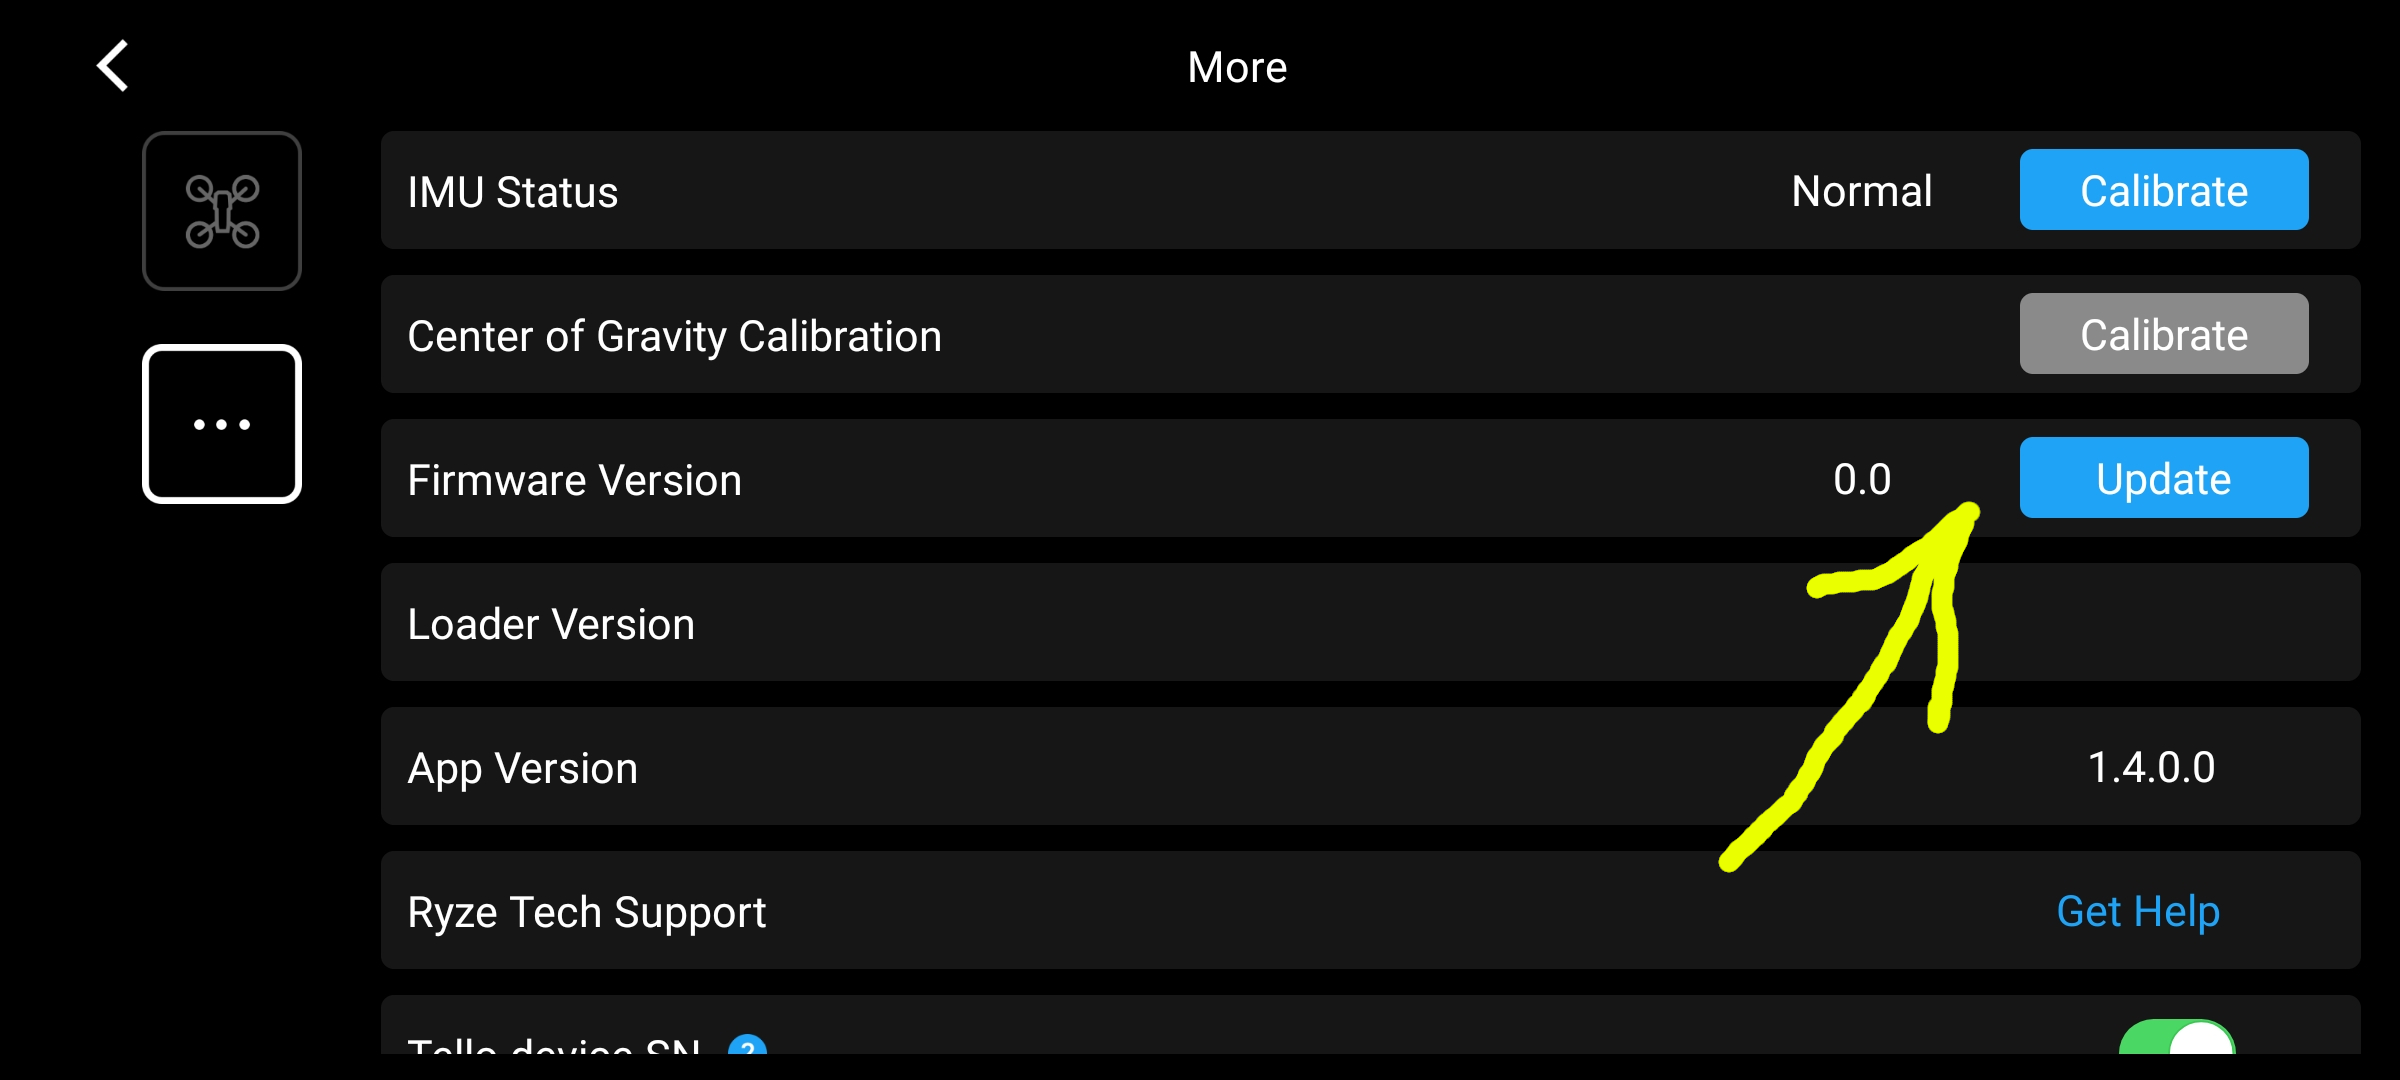 More
IMU Status Normal Calibrate
Center of Gravity Calibration Calibrate
Firmware Version 0.0 Update
Loader Version
App Version 1.4.0.0
Ryze Tech Support Get Help
Tello device SN ?